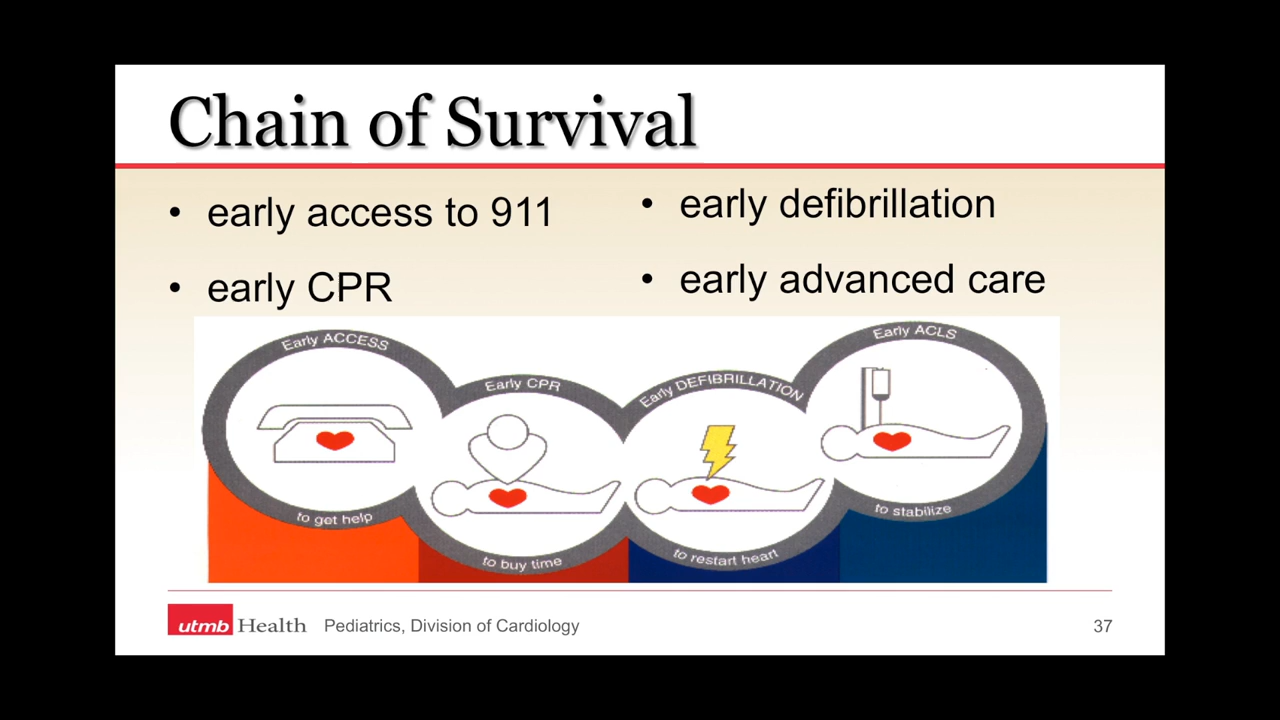 Chain of Survival
• early access to 911
• early CPR
• early defibrillation
• early advanced care
Early ACCESS
to get help
Early CPR
to buy time
Early DEFIBRILLATION
to restart heart
Early ACLS
to stabilize
utmb Health Pediatrics, Division of Cardiology
37